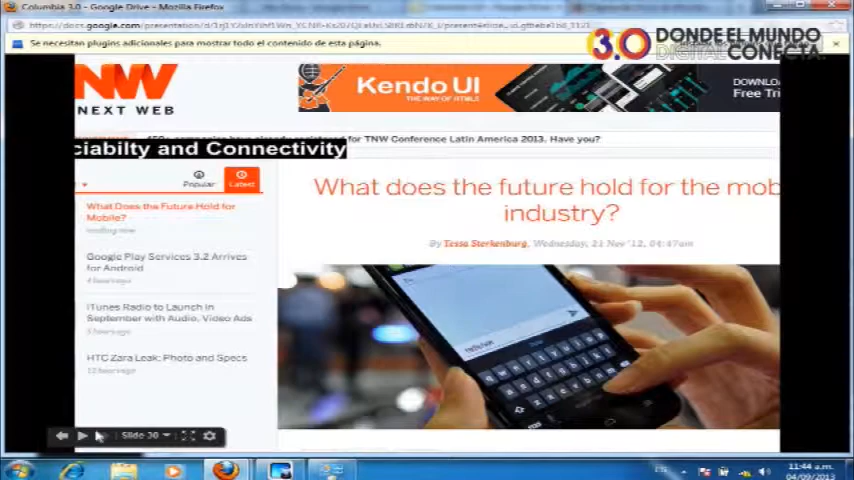 Columbia 3.0 - Google Drive - Mozilla Firefox
Se necesitan plugins adicionales para mostrar todo el contenido de esta página.
3.0 DONDE EL MUNDO
DIGITAL CONECTA.
TNW
NEXT WEB
Kendo UI
THE WAY OF HTML5
DOWNLOA
Free Tri
for TNW Conference Latin America 2013. Have you?
ciabilty and Connectivity
Popular
Latest
What does the future hold for the mob
industry?
By Tessa Sterkenburg, Wednesday, 21 Nov '12, 04:47am
What Does the Future Hold for
Mobile?
reading now
Google Play Services 3.2 Arrives
for Android
iTunes Radio to Launch in
September with Audio, Video Ads
HTC Zara Leak: Photo and Specs
Slide 30
11:44 a.m.
04/09/2013